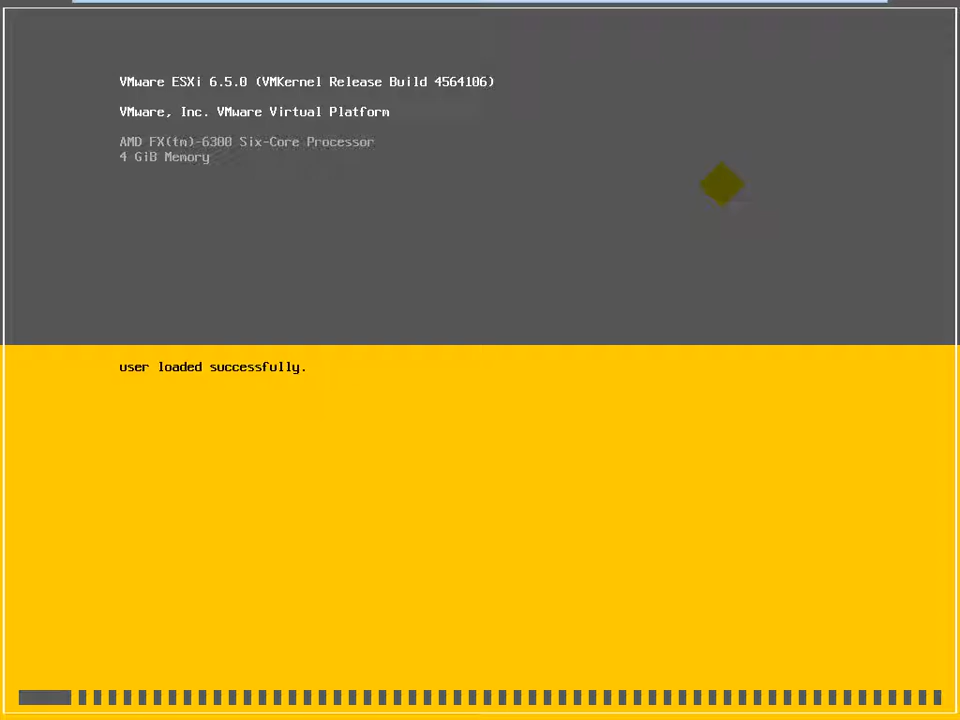 VMware ESXi 6.5.0 (VMKernel Release Build 4564106)
VMware, Inc. VMware Virtual Platform
AMD FX(tm)-6300 Six-Core Processor
4 GiB Memory
user loaded successfully.